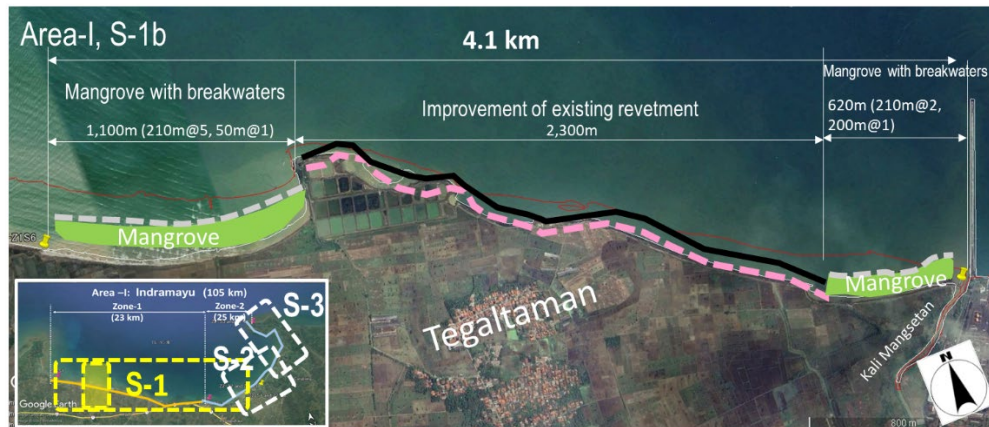 Area-I, S-1b
4.1 km
Mangrove with breakwaters
1,100m (210m@5, 50m@1)
Improvement of existing revetment
2,300m
Mangrove with breakwaters
620m (210m@2,
200m@1)
Mangrove
Z1S6
Mangrove
Tegaltaman
Kali Mangsetan
N
800 m
Area –I: Indramayu (105 km)
Zone-1
(23 km)
Zone-2
(25 km)
S-3
S-2
S-1
Google Earth